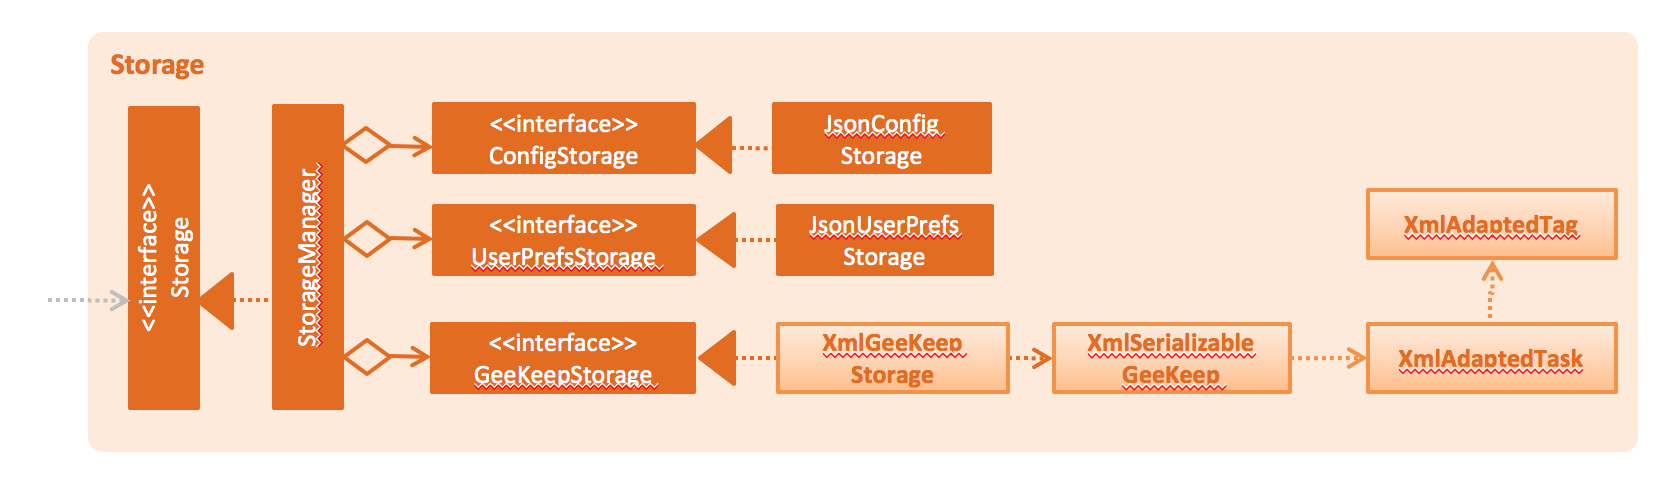 Storage
<<interface>>
Storage
StorageManager
<<interface>>
ConfigStorage
JsonConfig
Storage
<<interface>>
UserPrefsStorage
JsonUserPrefs
Storage
<<interface>>
GeeKeepStorage
XmlGeeKeep
Storage
XmlSerializable
GeeKeep
XmlAdaptedTag
XmlAdaptedTask